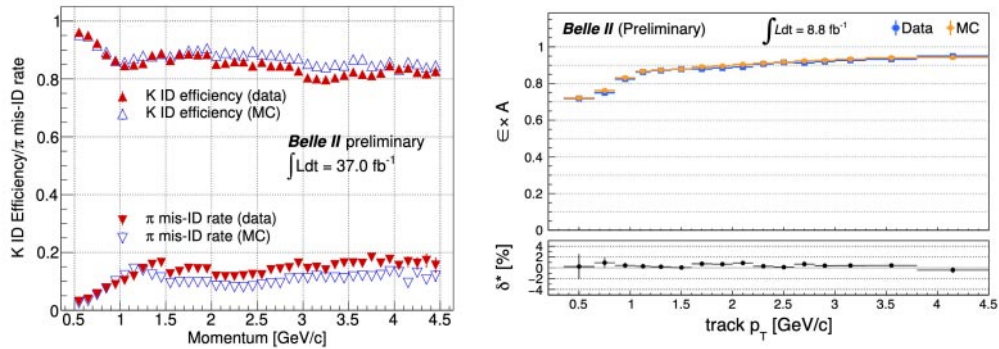 K ID Efficiency/π mis-ID rate
1
0.8
0.6
0.4
0.2
0
K ID efficiency (data)
K ID efficiency (MC)
Belle II preliminary
∫Ldt = 37.0 fb⁻¹
π mis-ID rate (data)
π mis-ID rate (MC)
0.5 1 1.5 2 2.5 3 3.5 4 4.5
Momentum [GeV/c]
Belle II (Preliminary)
∫Ldt = 8.8 fb⁻¹
Data
MC
∈ × A
1
0.8
0.6
0.4
0.2
0
δ* [%]
4
2
0
−2
−4
0.5 1 1.5 2 2.5 3 3.5 4 4.5
track pT [GeV/c]